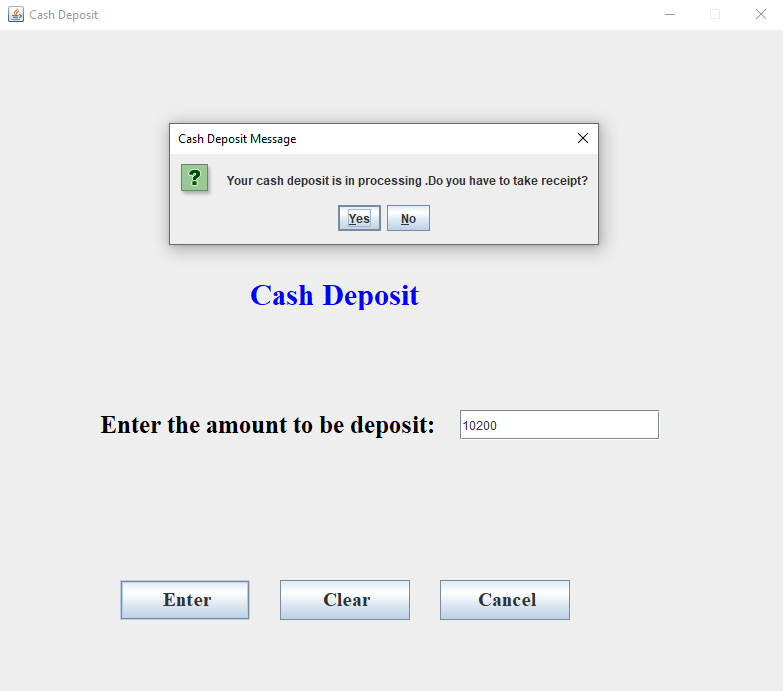 Cash Deposit
Cash Deposit Message
?
Your cash deposit is in processing .Do you have to take receipt?
Yes No
Cash Deposit
Enter the amount to be deposit: 10200
Enter Clear Cancel